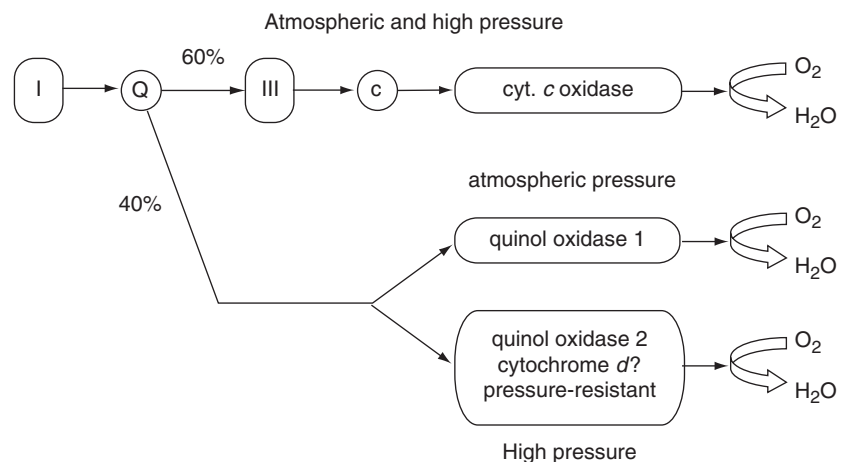 Atmospheric and high pressure
60%
I
Q
III
c
cyt. c oxidase
O2
H2O
40%
atmospheric pressure
quinol oxidase 1
O2
H2O
quinol oxidase 2
cytochrome d?
pressure-resistant
O2
H2O
High pressure